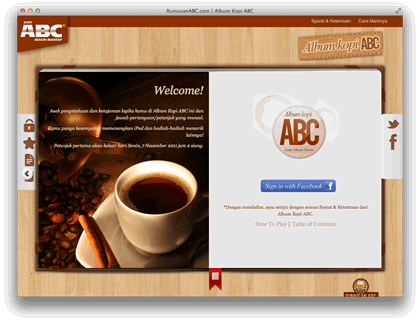 RumusanABC.com | Album Kopi ABC
KOPI
ABC
MAKIN MANTAP
Syarat & Ketentuan
Cara Mainnya
Album kopi ABC
Welcome!
Asah pengetahuan dan ketajaman logika kamu di Album Kopi ABC ini dan
jawab pertanyaan/petunjuk yang muncul.
Kamu punya kesempatan memenangkan iPad dan hadiah-hadiah menarik
lainnya!
Petunjuk pertama akan keluar hari Senin, 7 November 2011 jam 2 siang.
Album kopi
ABC
Sign in with Facebook
f
*Dengan mendaftar, saya setuju dengan semua Syarat & Ketentuan dari
Album Kopi ABC.
How To Play | Table of Contents